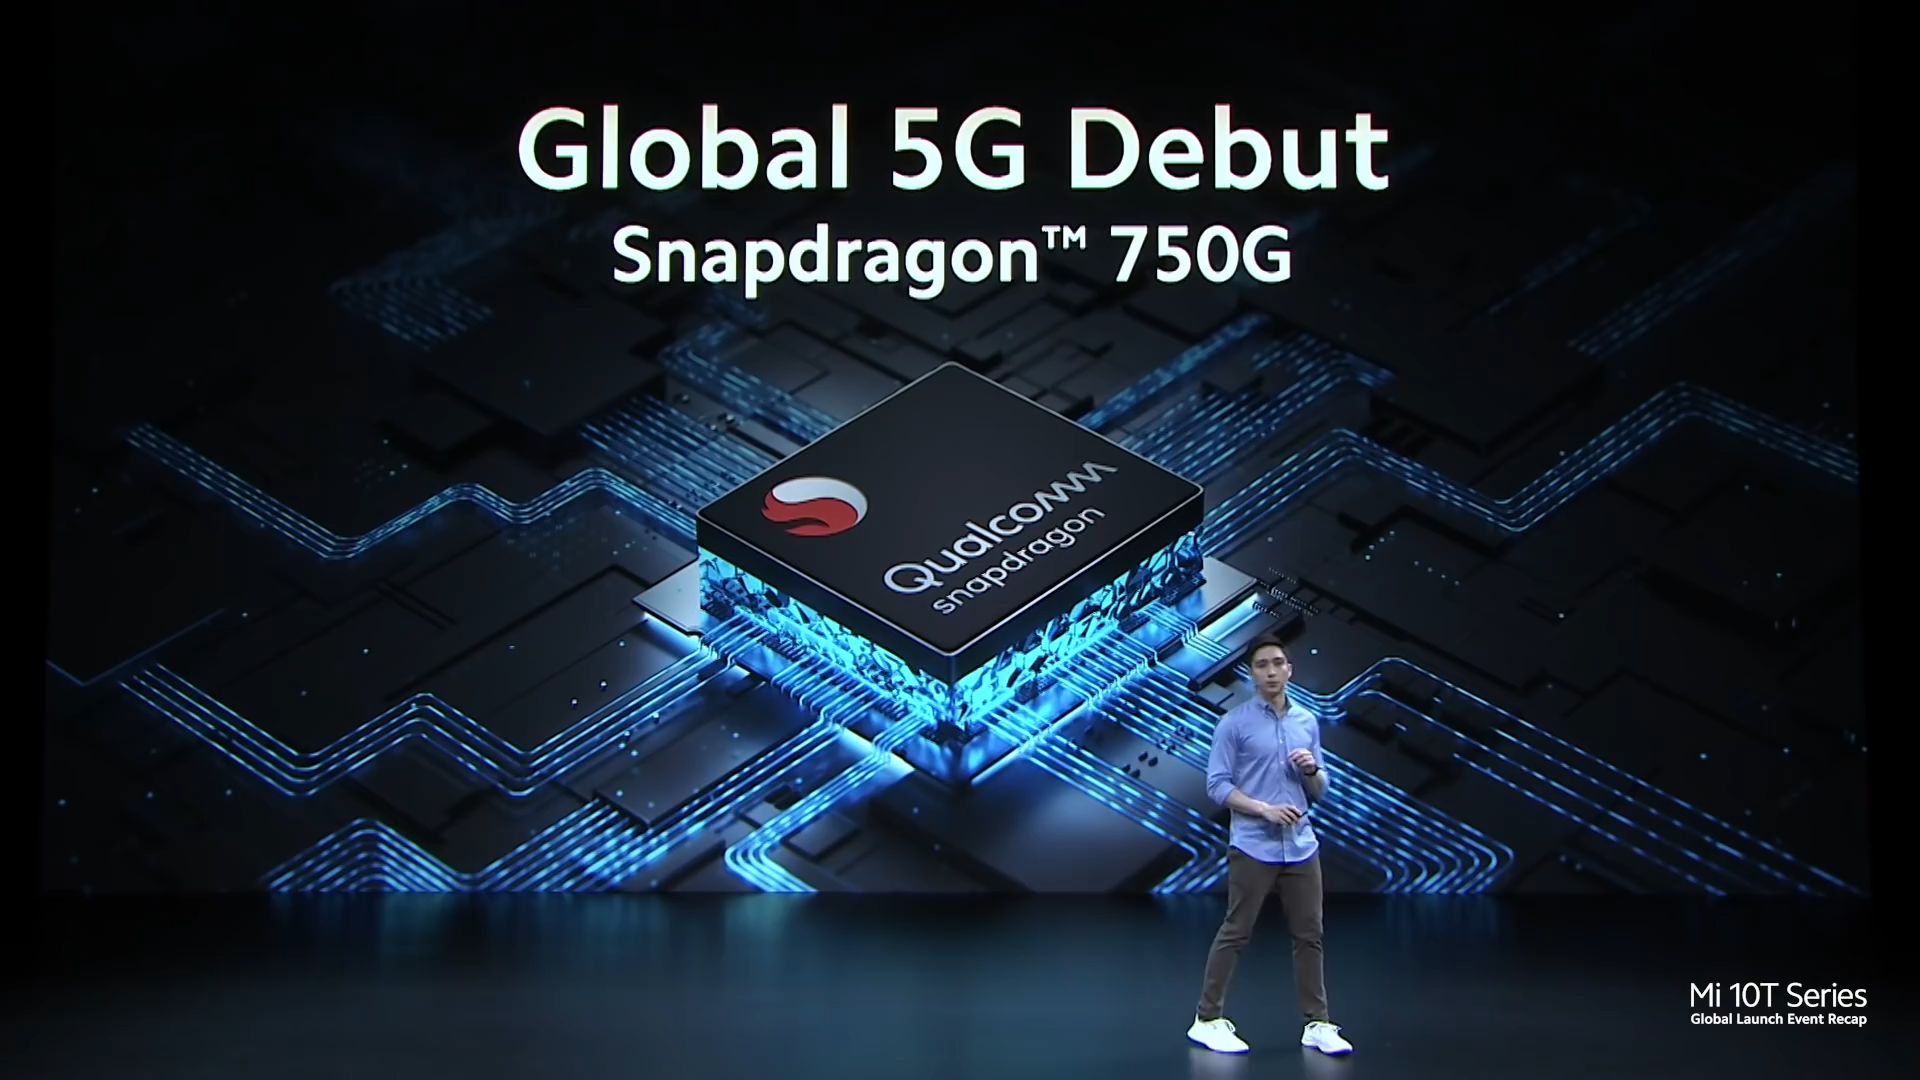 Global 5G Debut
Snapdragon™ 750G
Qualcomm
snapdragon
Mi 10T Series
Global Launch Event Recap